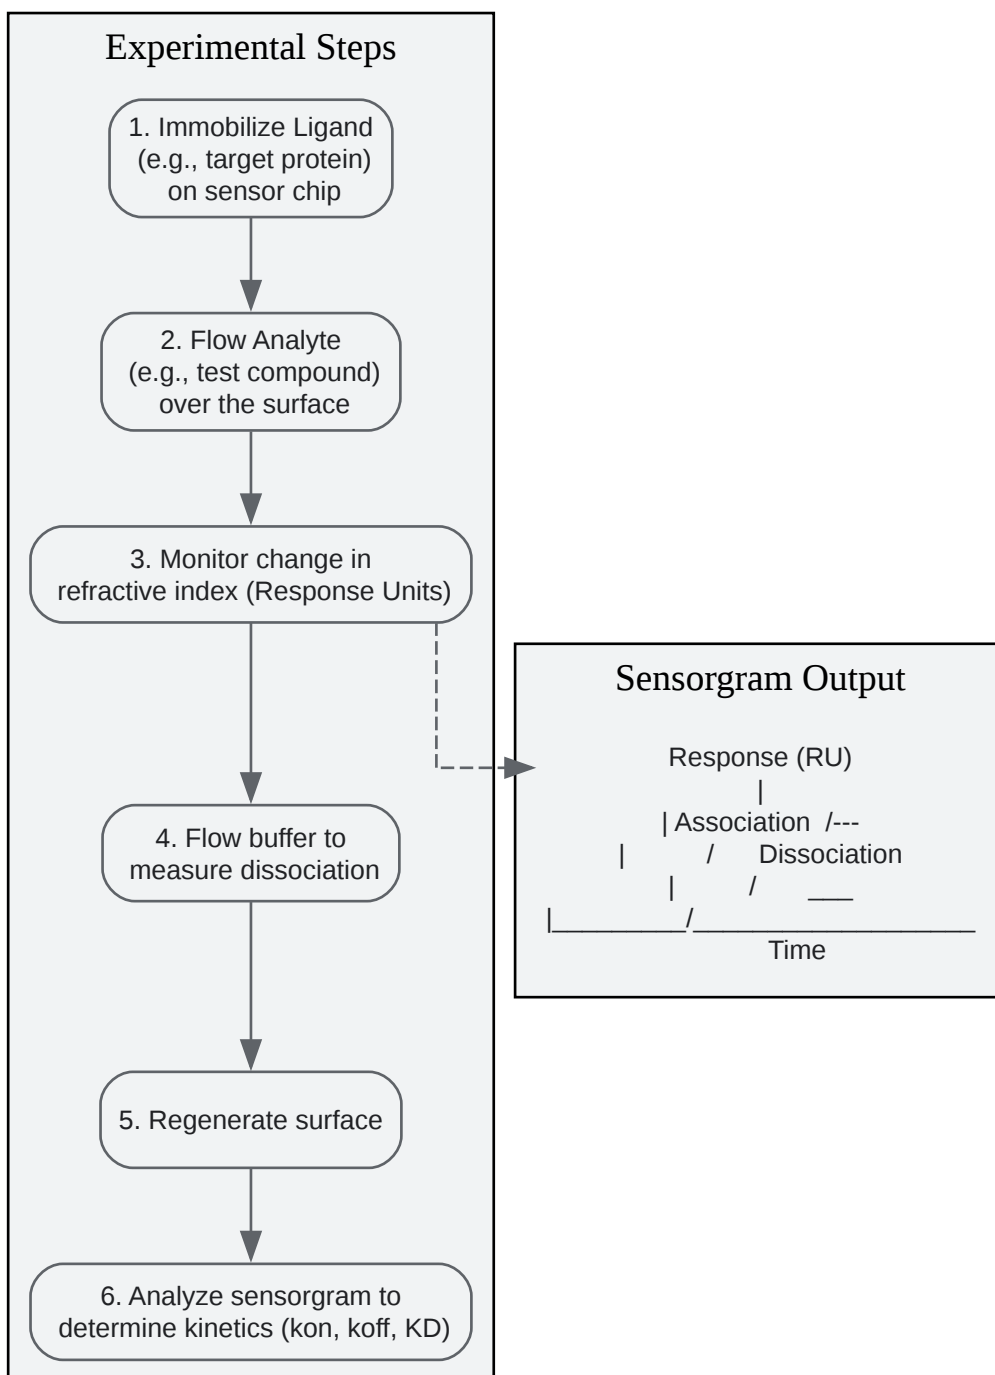 Experimental Steps
1. Immobilize Ligand
(e.g., target protein)
on sensor chip
2. Flow Analyte
(e.g., test compound)
over the surface
3. Monitor change in
refractive index (Response Units)
4. Flow buffer to
measure dissociation
5. Regenerate surface
6. Analyze sensorgram to
determine kinetics (kon, koff, KD)
Sensorgram Output
Response (RU)
|
| Association  /---
|           /      Dissociation
|          /       ___
|_________/___________________
Time